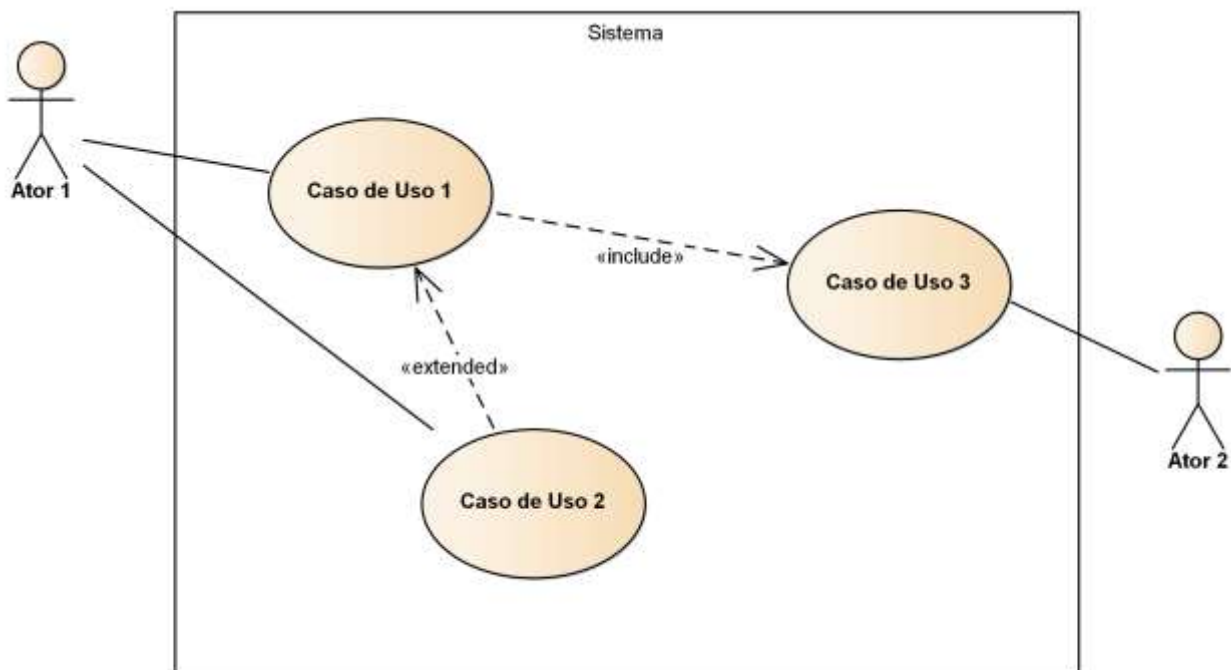 Sistema
Ator 1
Caso de Uso 1
«include»
Caso de Uso 3
«extended»
Ator 2
Caso de Uso 2